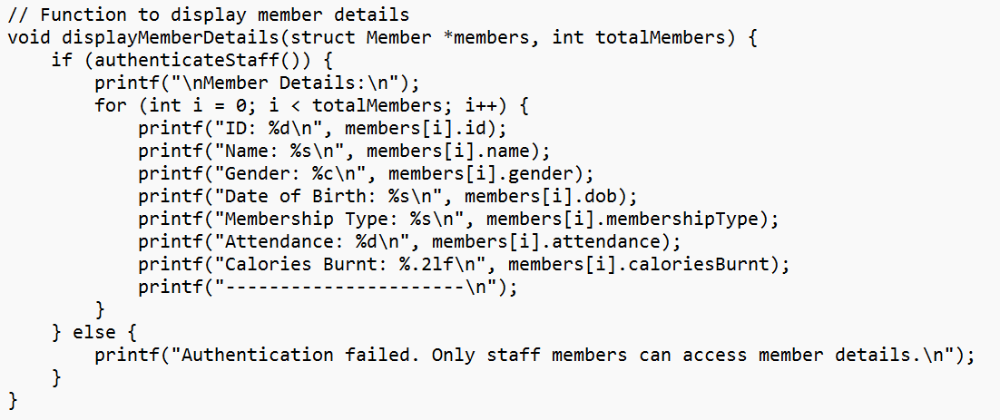 // Function to display member details
void displayMemberDetails(struct Member *members, int totalMembers) {
    if (authenticateStaff()) {
        printf("\nMember Details:\n");
        for (int i = 0; i < totalMembers; i++) {
            printf("ID: %d\n", members[i].id);
            printf("Name: %s\n", members[i].name);
            printf("Gender: %c\n", members[i].gender);
            printf("Date of Birth: %s\n", members[i].dob);
            printf("Membership Type: %s\n", members[i].membershipType);
            printf("Attendance: %d\n", members[i].attendance);
            printf("Calories Burnt: %.2lf\n", members[i].caloriesBurnt);
            printf("----------------------\n");
        }
    } else {
        printf("Authentication failed. Only staff members can access member details.\n");
    }
}